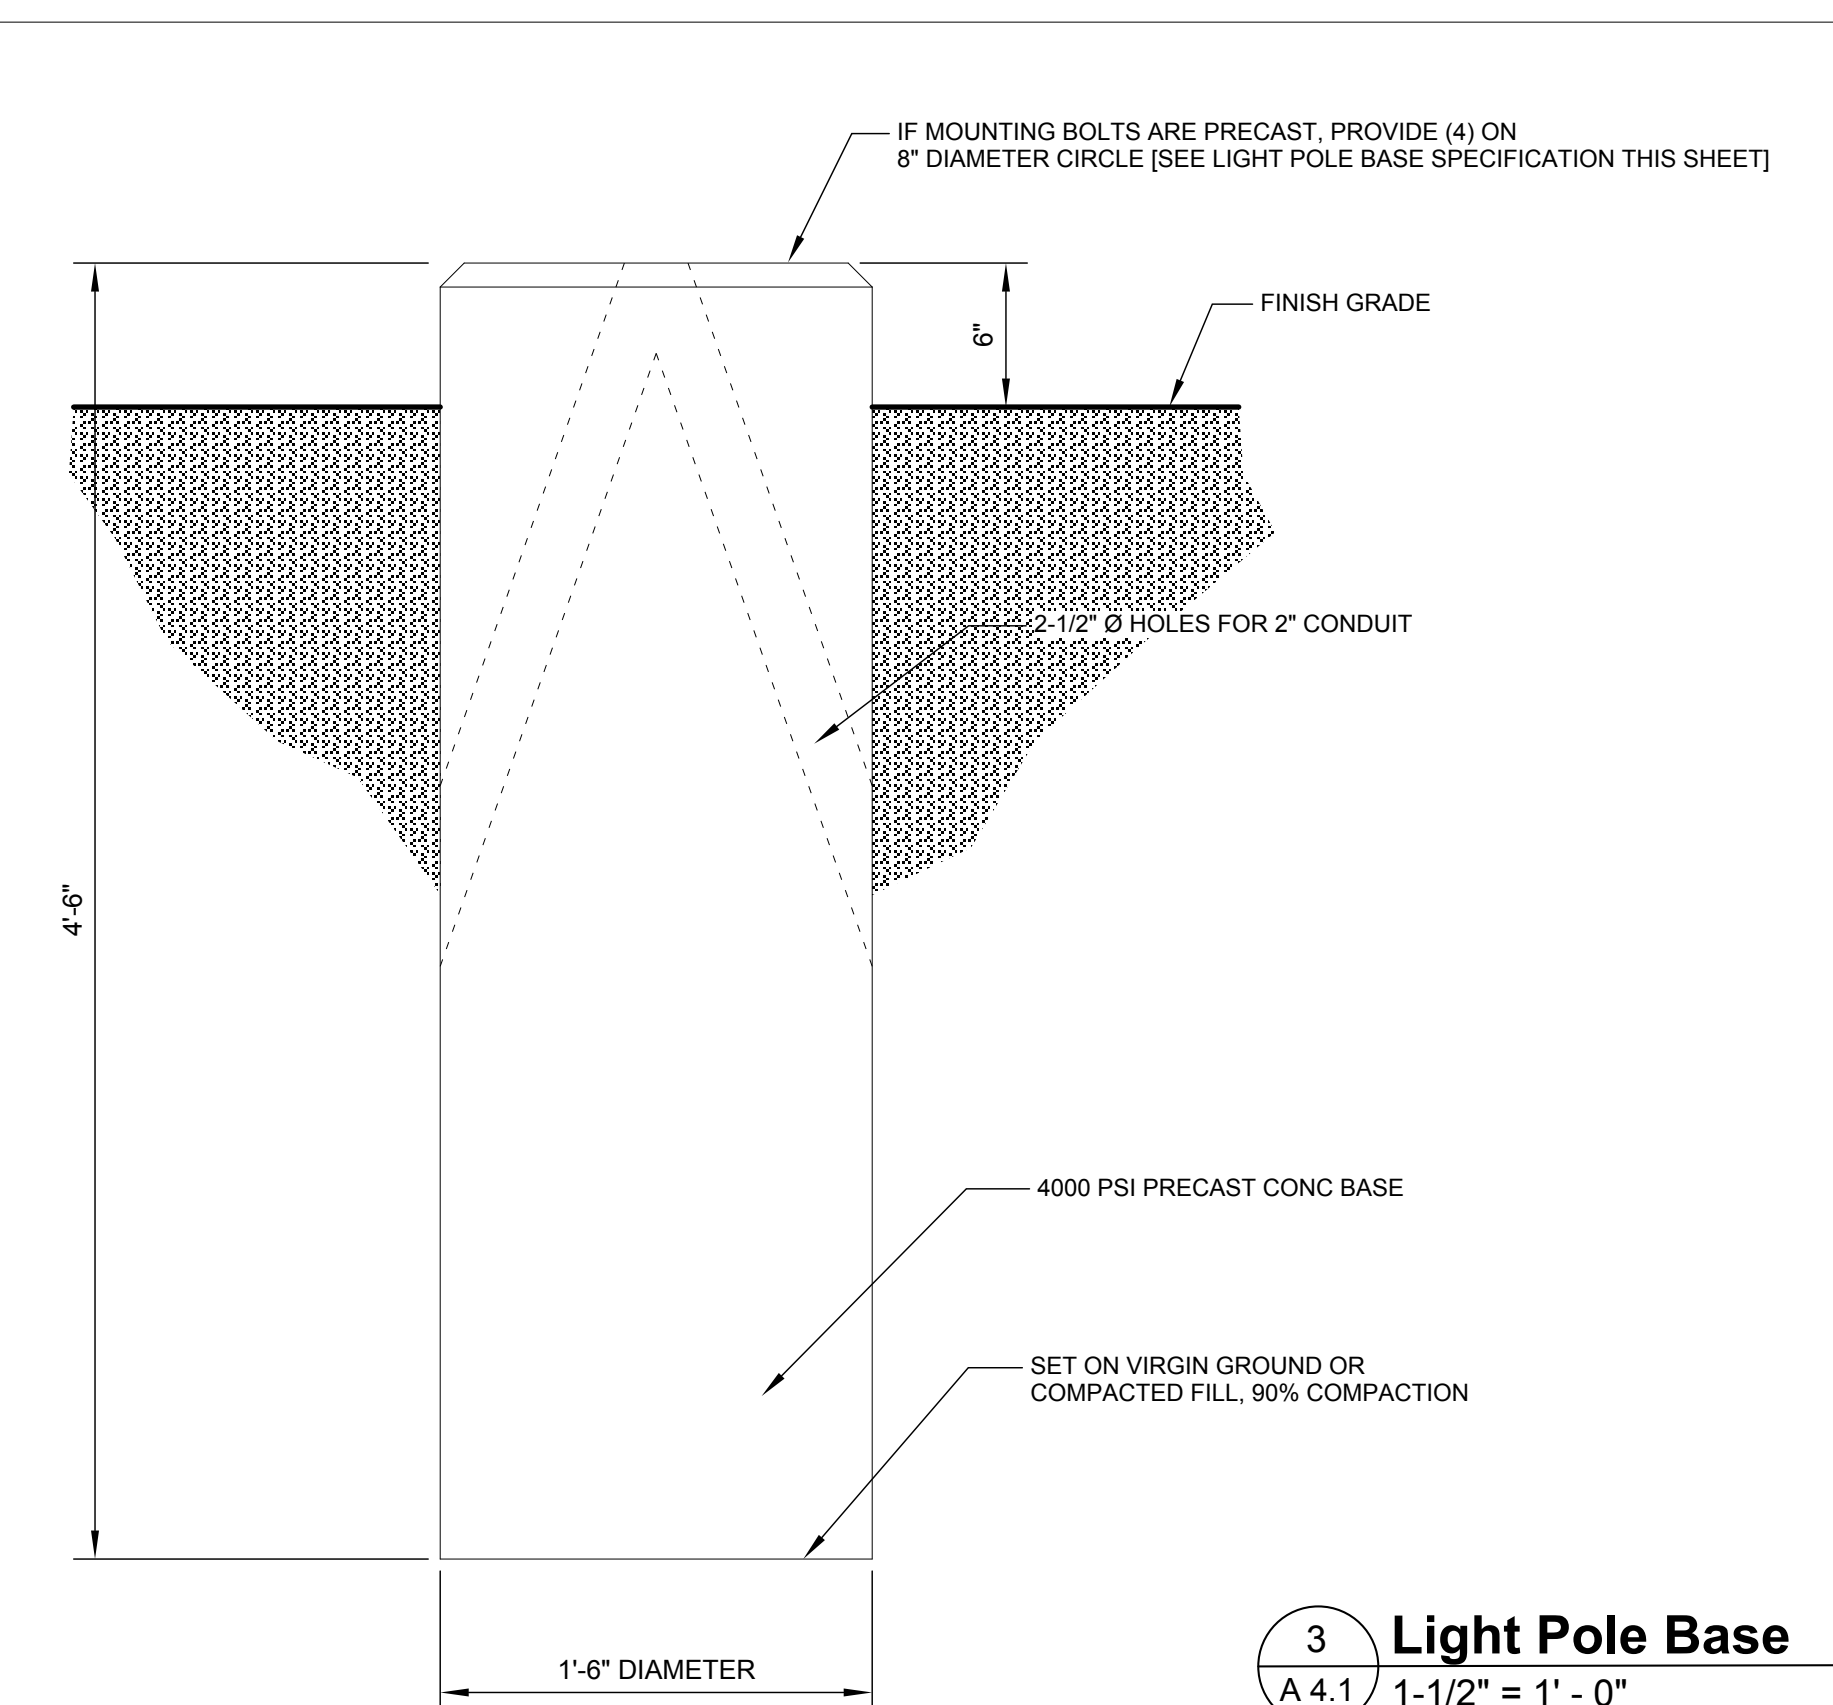 IF MOUNTING BOLTS ARE PRECAST, PROVIDE (4) ON
8" DIAMETER CIRCLE [SEE LIGHT POLE BASE SPECIFICATION THIS SHEET]
FINISH GRADE
6"
2-1/2" Ø HOLES FOR 2" CONDUIT
4'-6"
4000 PSI PRECAST CONC BASE
SET ON VIRGIN GROUND OR
COMPACTED FILL, 90% COMPACTION
1'-6" DIAMETER
3
Light Pole Base
A 4.1
1-1/2" = 1' - 0"